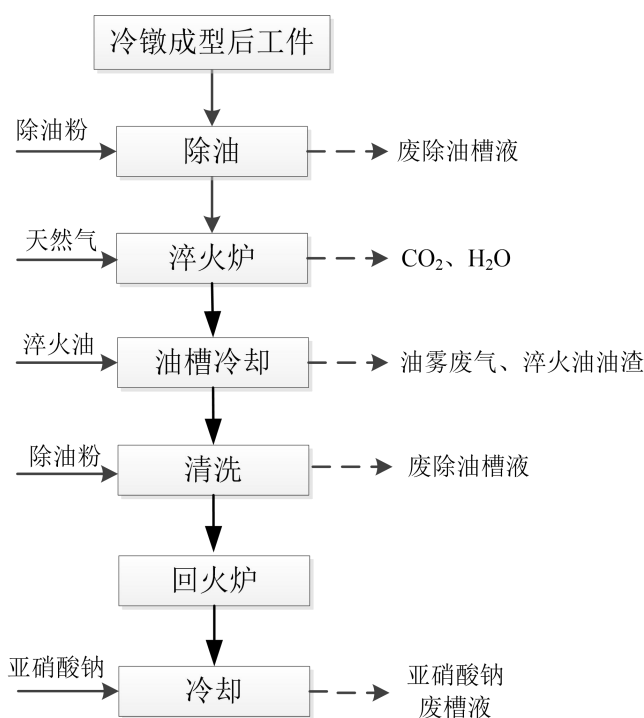 冷镦成型后工件
除油粉
除油
废除油槽液
天然气
淬火炉
CO₂、H₂O
淬火油
油槽冷却
油雾废气、淬火油油渣
除油粉
清洗
废除油槽液
回火炉
亚硝酸钠
冷却
亚硝酸钠
废槽液